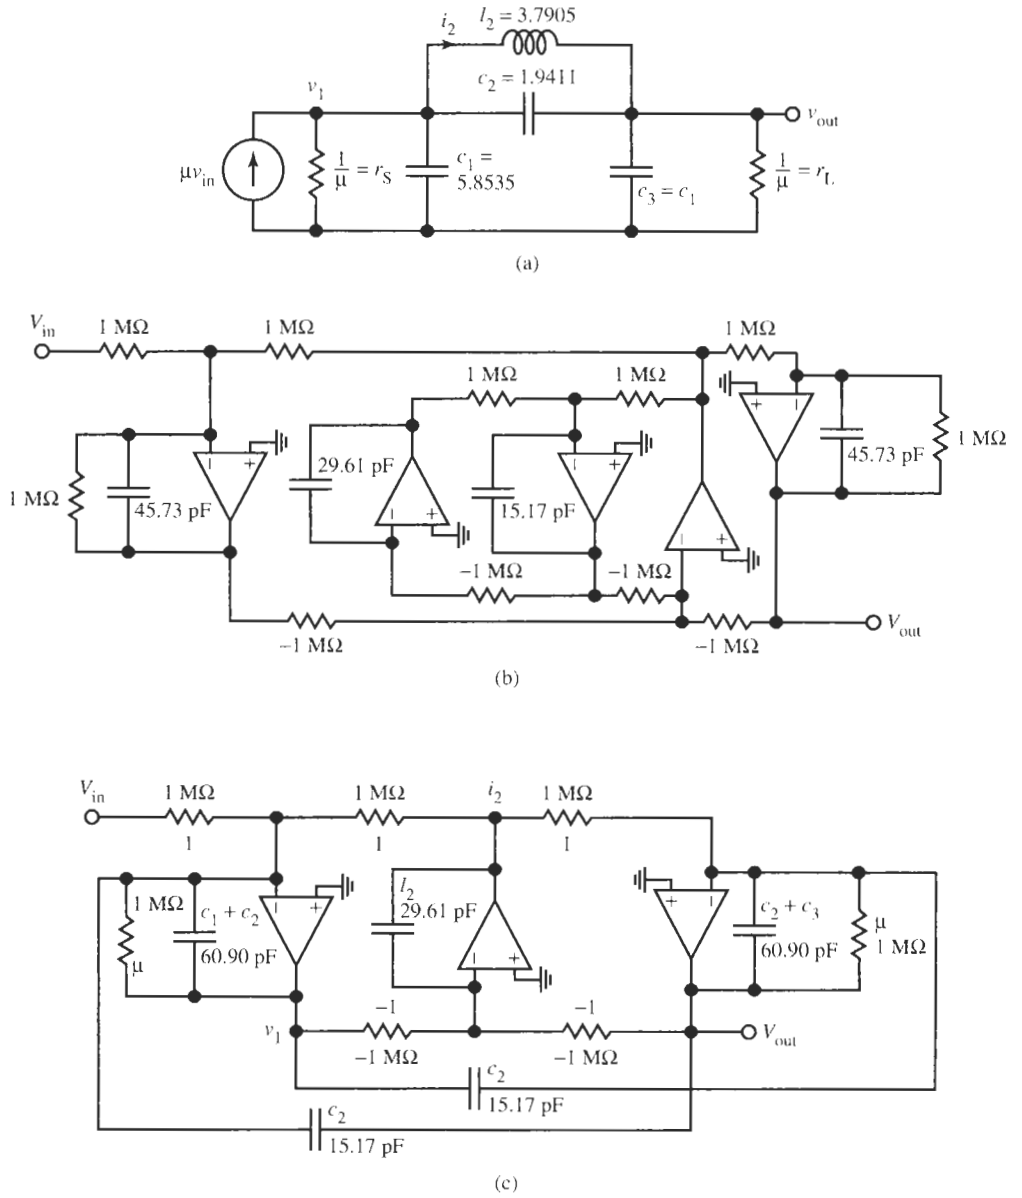 i2
l2 = 3.7905
c2 = 1.9411
v1
vout
μvin
1/μ = rS
c1 =
5.8535
c3 = c1
1/μ = rL
(a)
Vin
1 MΩ
1 MΩ
1 MΩ
1 MΩ
1 MΩ
+
−
−
+
29.61 pF
45.73 pF
1 MΩ
1 MΩ
45.73 pF
−
+
15.17 pF
−
+
−
+
−1 MΩ
−1 MΩ
−1 MΩ
−1 MΩ
Vout
(b)
Vin
1 MΩ
1
1 MΩ
1
i2
1 MΩ
1
−
+
+
−
1 MΩ
μ
c1 + c2
60.90 pF
l2
29.61 pF
c2 + c3
60.90 pF
μ
1 MΩ
−
+
v1
−1
−1 MΩ
−1
−1 MΩ
Vout
c2
15.17 pF
c2
15.17 pF
(c)